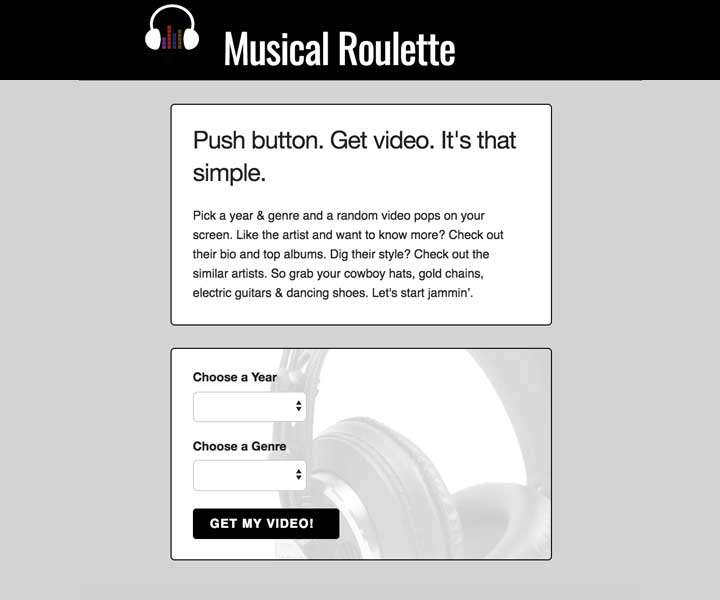 Musical Roulette
Push button. Get video. It's that
simple.
Pick a year & genre and a random video pops on your
screen. Like the artist and want to know more? Check out
their bio and top albums. Dig their style? Check out the
similar artists. So grab your cowboy hats, gold chains,
electric guitars & dancing shoes. Let's start jammin’.
Choose a Year
Choose a Genre
GET MY VIDEO!